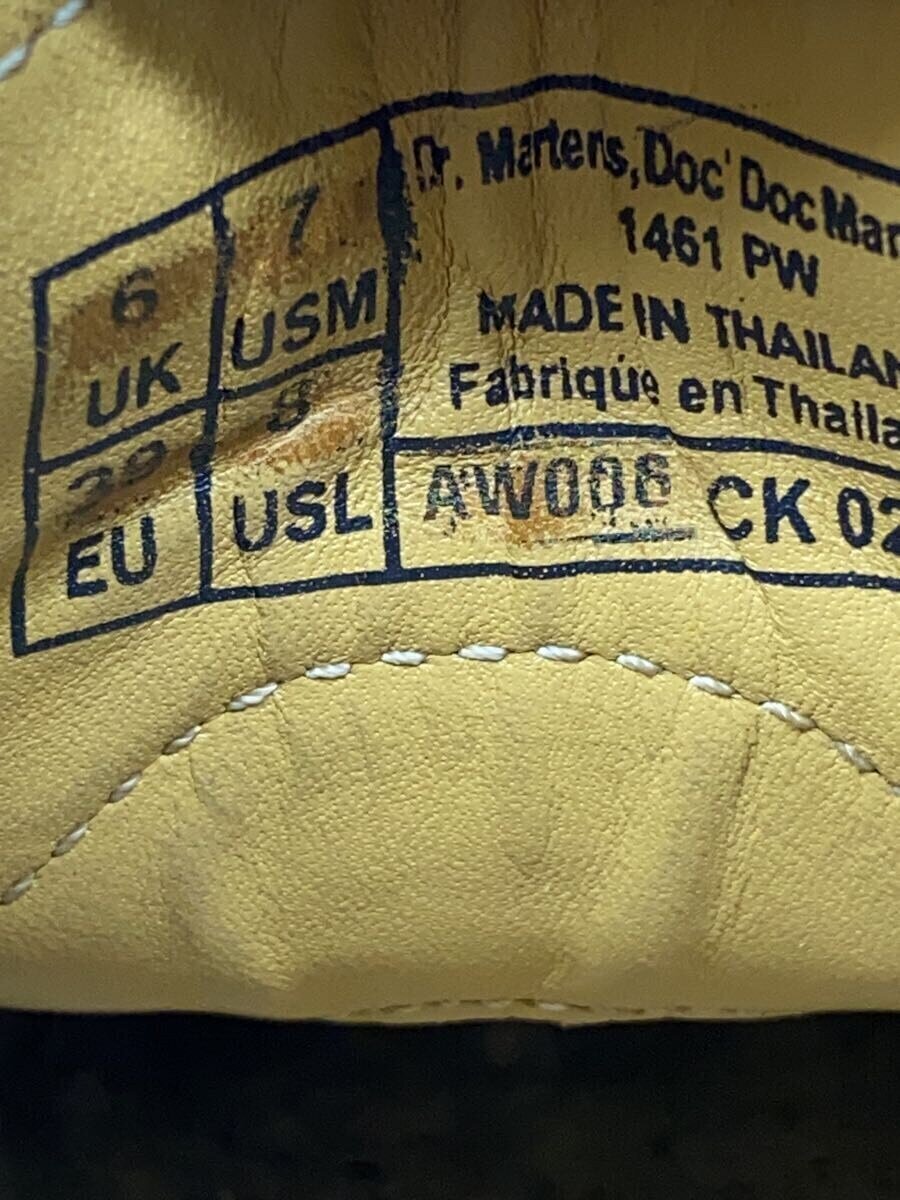 6 UK
7 USM
39 EU
8 USL
Dr. Martens, Doc' Doc Mar
1461 PW
MADE IN THAILAN
Fabriqúe en Thaila
AW006 CK 02